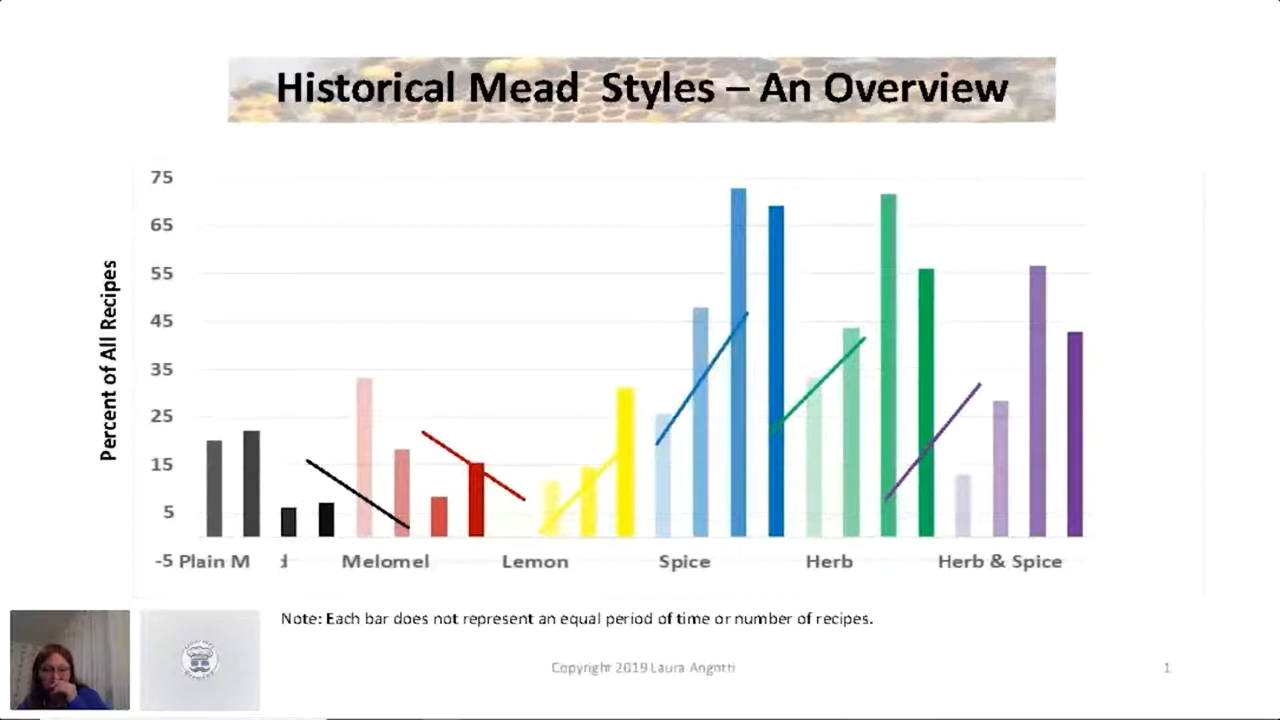 Historical Mead Styles – An Overview
75
65
55
45
35
25
15
5
-5
Percent of All Recipes
Plain M d
Melomel
Lemon
Spice
Herb
Herb & Spice
Note: Each bar does not represent an equal period of time or number of recipes.
Copyright 2019 Laura Angotti
1